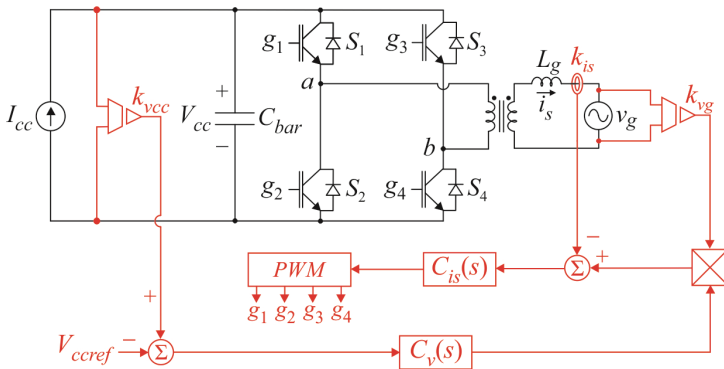 g1 S1 g3 S3
Lg kis
kvcc a is kvg
Icc Vcc + Cbar vg
− b
g2 S2 g4 S4
−
PWM Cis(s) Σ +
g1 g2 g3 g4
+
Vccref − Σ Cv(s)